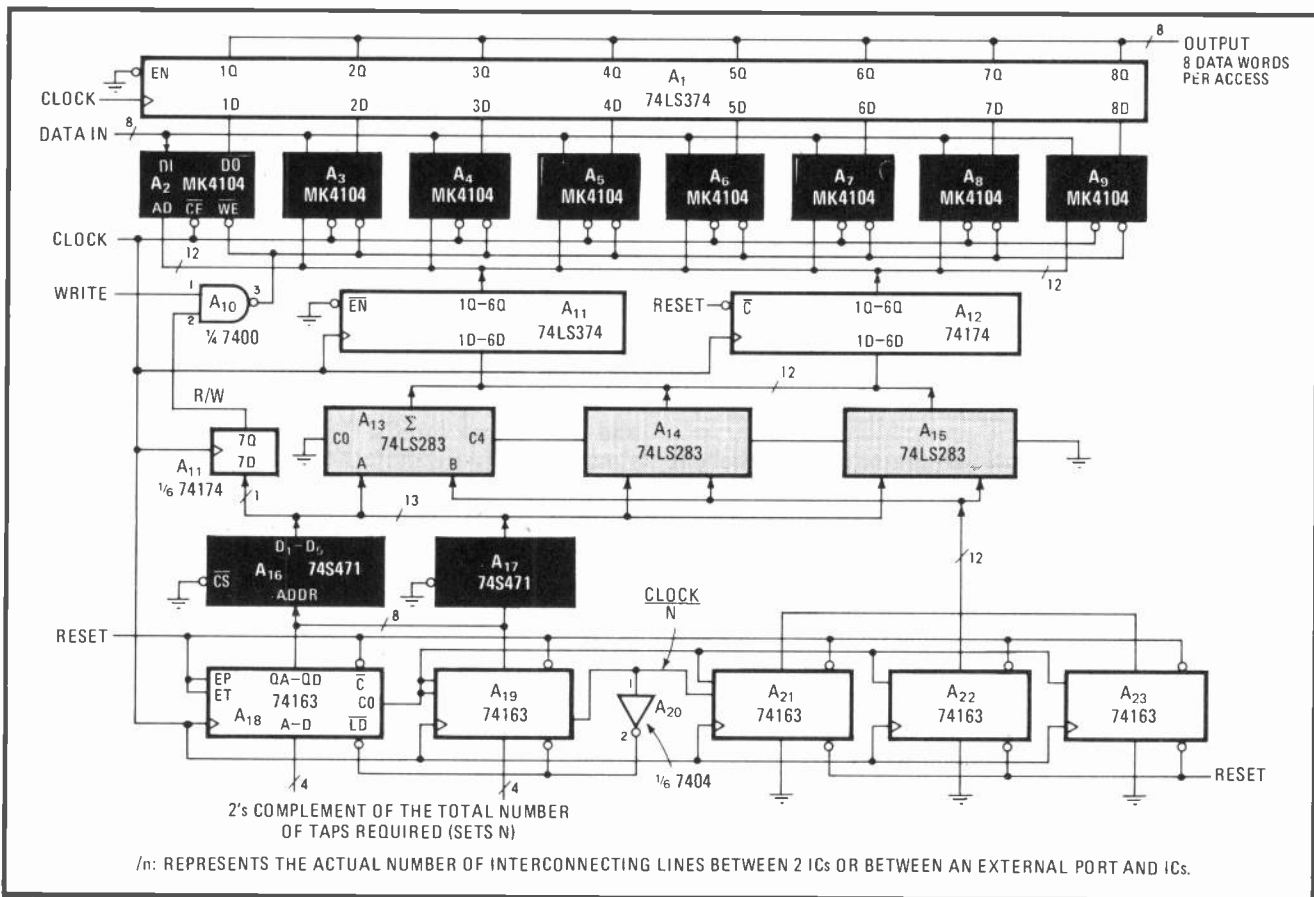 8
OUTPUT
8 DATA WORDS
PER ACCESS
EN 1Q 2Q 3Q 4Q 5Q 6Q 7Q 8Q
A1
74LS374
CLOCK
1D 2D 3D 4D 5D 6D 7D 8D
DATA IN 8
DI DO
A2 MK4104
AD CE WE
A3
MK4104
A4
MK4104
A5
MK4104
A6
MK4104
A7
MK4104
A8
MK4104
A9
MK4104
CLOCK
12
12
WRITE
1
2
A10
3
1/4 7400
EN 1Q-6Q
A11
74LS374
1D-6D
RESET
C 1Q-6Q
A12
74174
1D-6D
12
R/W
7Q
7D
A11
1/6 74174
1
A13 Σ
74LS283
C0 C4
A B
A14
74LS283
A15
74LS283
13
12
D1-D5
A16 74S471
CS
ADDR
A17
74S471
8
CLOCK
N
RESET
EP QA-QD C
ET 74163 CO
A18 A-D LD
A19
74163
1
A20
2
1/6 7404
A21
74163
A22
74163
A23
74163
RESET
4
4
2's COMPLEMENT OF THE TOTAL NUMBER
OF TAPS REQUIRED (SETS N)
/n: REPRESENTS THE ACTUAL NUMBER OF INTERCONNECTING LINES BETWEEN 2 ICs OR BETWEEN AN EXTERNAL PORT AND ICs.